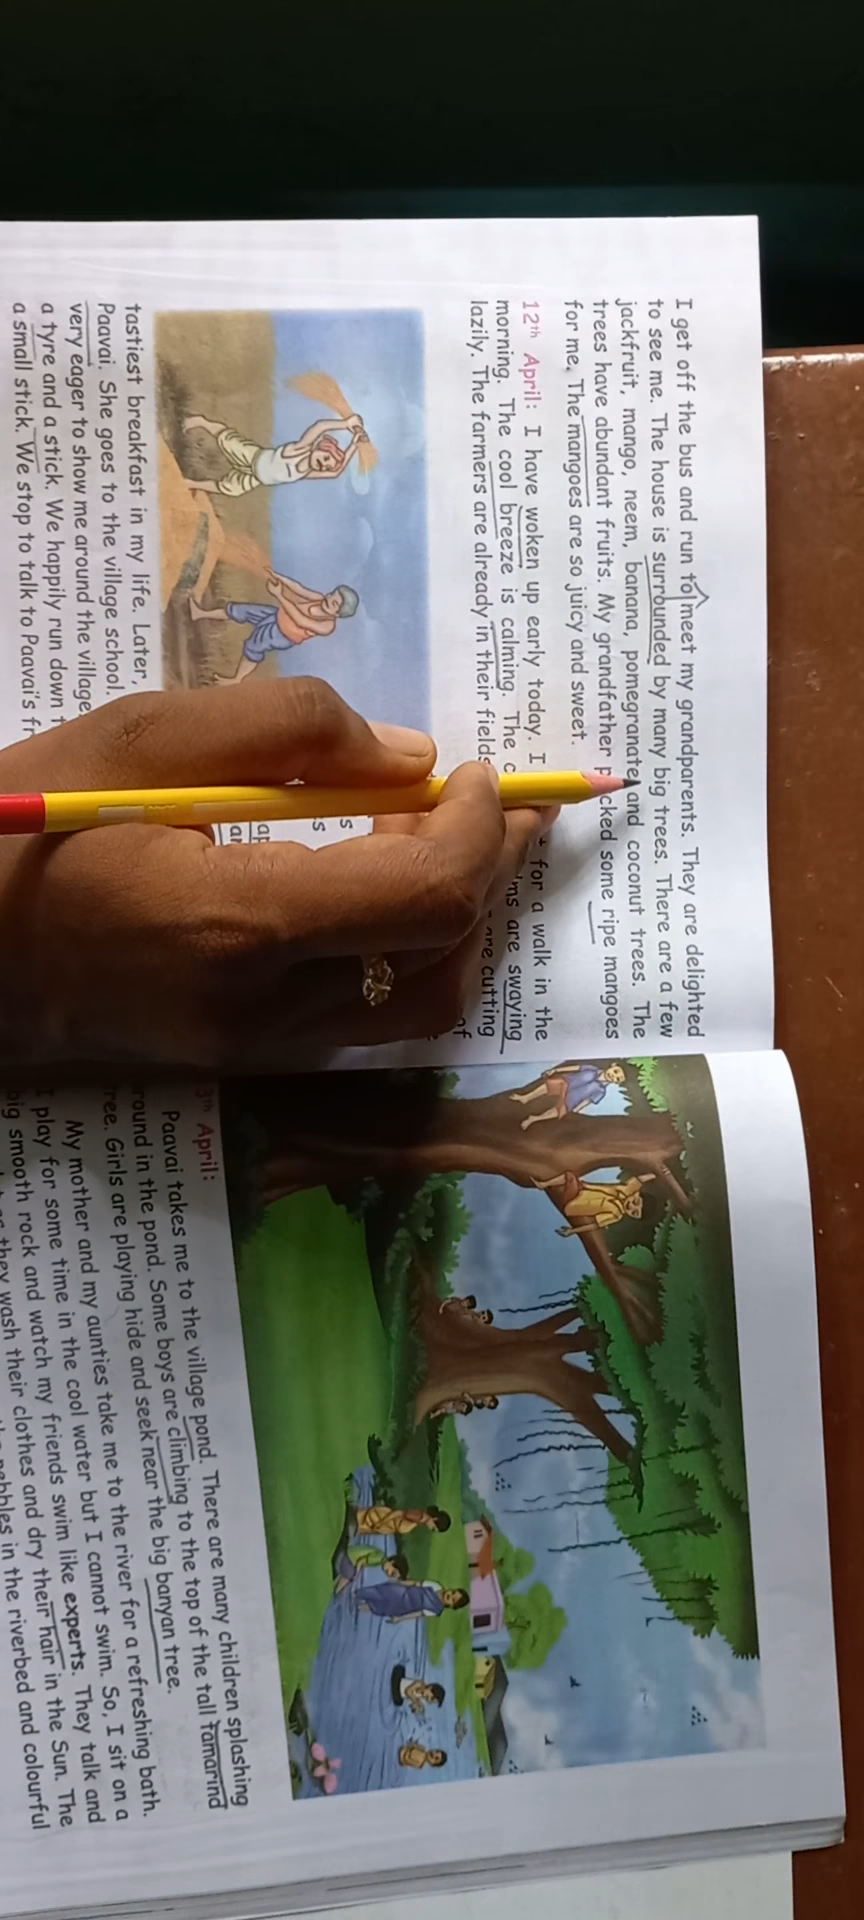 I get off the bus and run to meet my grandparents. They are delighted
to see me. The house is surrounded by many big trees. There are a few
jackfruit, mango, neem, banana, pomegranate and coconut trees. The
trees have abundant fruits. My grandfather p cked some ripe mangoes
for me. The mangoes are so juicy and sweet.
12th April: I have woken up early today. I for a walk in the
morning. The cool breeze is calming. The are swaying
lazily. The farmers are already in their fields are cutting
of
tastiest breakfast in my life. Later,
Paavai. She goes to the village school.
very eager to show me around the village
a tyre and a stick. We happily run down
a small stick. We stop to talk to Paavai's
April:
Paavai takes me to the village pond. There are many children splashing
round in the pond. Some boys are climbing to the top of the tall tamarind
ree. Girls are playing hide and seek near the big banyan tree.
My mother and my aunties take me to the river for a refreshing bath.
I play for some time in the cool water but I cannot swim. So, I sit on a
big smooth rock and watch my friends swim like experts. They talk and
they wash their clothes and dry their hair in the Sun. The
pebbles in the riverbed and colourful